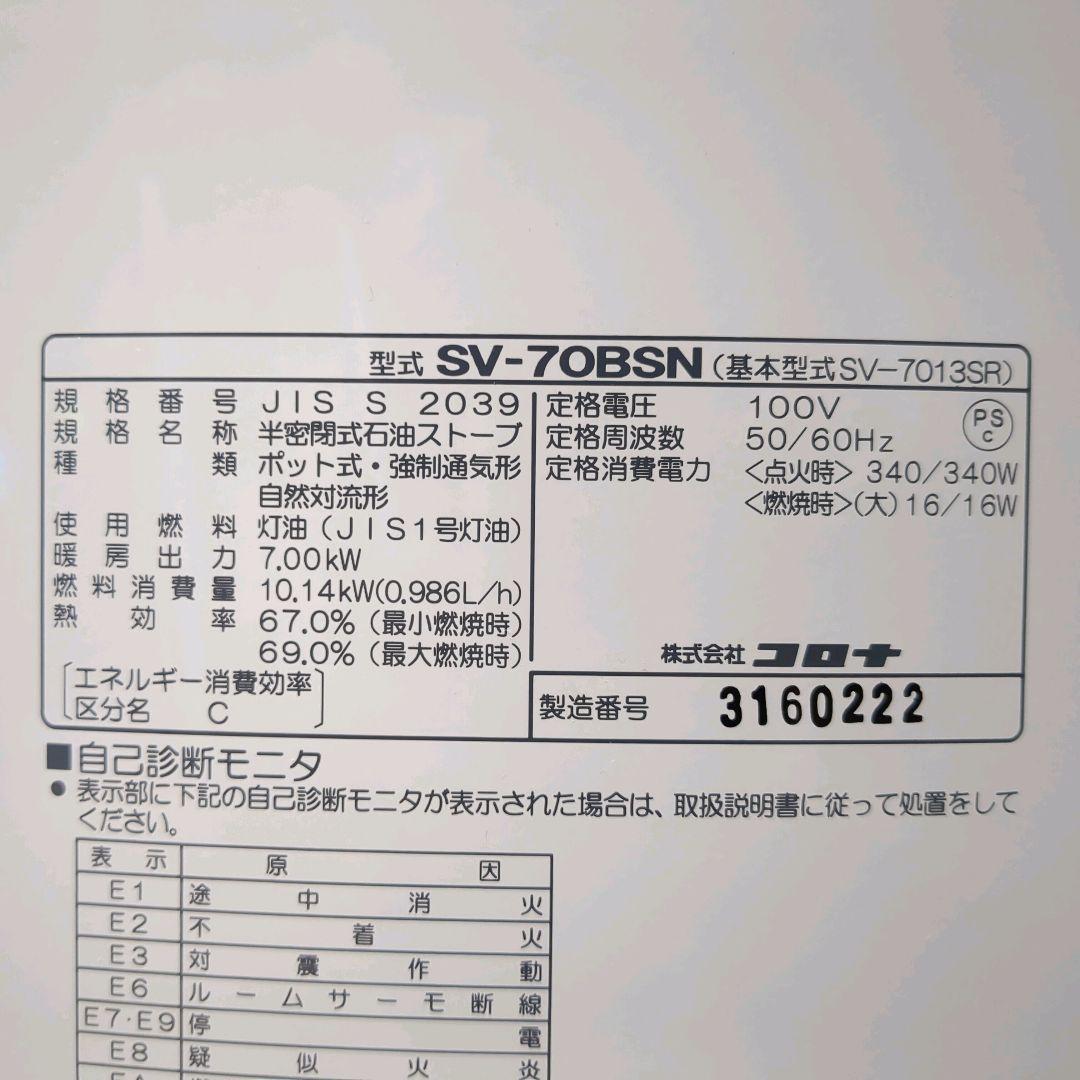 型式 SV-70BSN（基本型式SV-7013SR）
規格番号 JIS S 2039
規格名称 半密閉式石油ストーブ
種類 ポット式・強制通気形
自然対流形
使用燃料 灯油（JIS1号灯油）
暖房出力 7.00kW
燃料消費量 10.14kW(0.986L/h)
熱効率 67.0%（最小燃焼時）
69.0%（最大燃焼時）
エネルギー消費効率
区分名 C
定格電圧 100V
定格周波数 50/60Hz
定格消費電力 〈点火時〉340/340W
〈燃焼時〉(大)16/16W
PS
C
株式会社 コロナ
製造番号 3160222
■自己診断モニタ
●表示部に下記の自己診断モニタが表示された場合は、取扱説明書に従って処置をして
ください。
表示 原因
E1 途中消火
E2 不着火
E3 対震作動
E6 ルームサーモ断線
E7・E9 停電
E8 疑似火炎